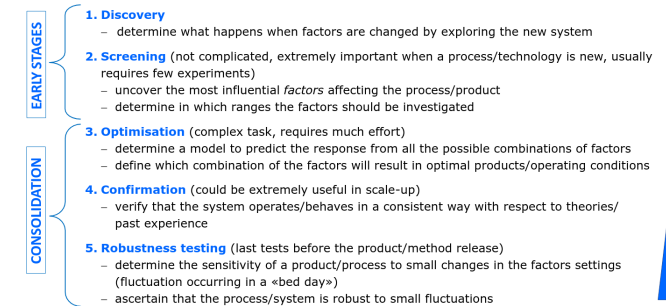 EARLY STAGES
1. Discovery
– determine what happens when factors are changed by exploring the new system
2. Screening (not complicated, extremely important when a process/technology is new, usually
requires few experiments)
– uncover the most influential factors affecting the process/product
– determine in which ranges the factors should be investigated
CONSOLIDATION
3. Optimisation (complex task, requires much effort)
– determine a model to predict the response from all the possible combinations of factors
– define which combination of the factors will result in optimal products/operating conditions
4. Confirmation (could be extremely useful in scale-up)
– verify that the system operates/behaves in a consistent way with respect to theories/
past experience
5. Robustness testing (last tests before the product/method release)
– determine the sensitivity of a product/process to small changes in the factors settings
(fluctuation occurring in a «bed day»)
– ascertain that the process/system is robust to small fluctuations